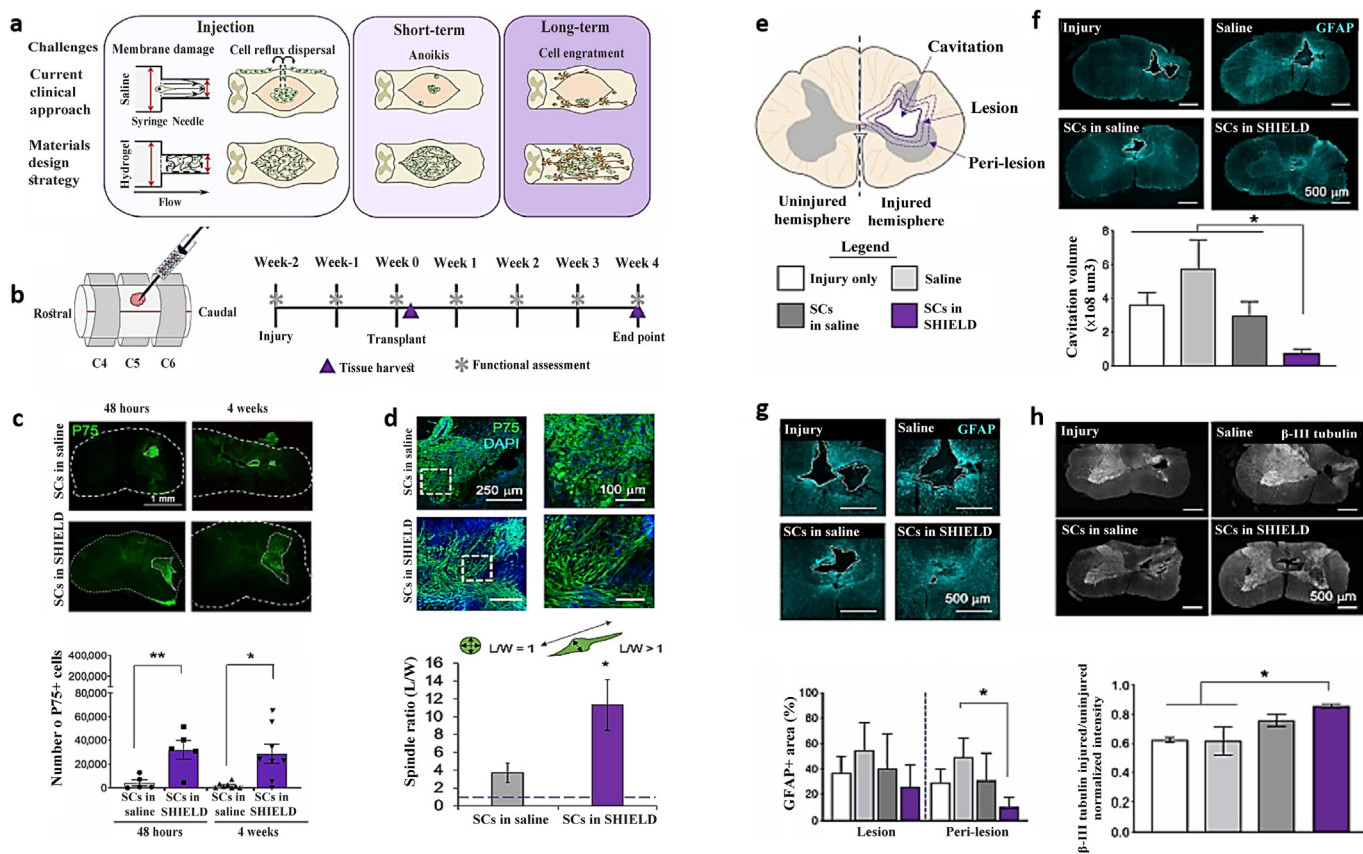 a
Injection
Short-term
Long-term
Challenges
Membrane damage
Cell reflux dispersal
Anoikis
Cell engratment
Current
clinical
approach
Saline
Syringe Needle
Materials
design
strategy
Hydrogel
Flow
b
Rostral
Caudal
C4
C5
C6
Week-2
Week-1
Week 0
Week 1
Week 2
Week 3
Week 4
Injury
Transplant
End point
Tissue harvest
Functional assessment
c
48 hours
4 weeks
P75
SCs in saline
1 mm
SCs in SHIELD
Number o P75+ cells
400,000
300,000
200,000
100,000
80,000
60,000
40,000
20,000
0
**
*
SCs in
saline
SCs in
SHIELD
SCs in
saline
SCs in
SHIELD
48 hours
4 weeks
d
P75
DAPI
SCs in saline
250 µm
100 µm
SCs in SHIELD
L/W = 1
L/W > 1
Spindle ratio (L/W)
16
14
12
10
8
6
4
2
0
*
SCs in saline
SCs in SHIELD
e
Cavitation
Lesion
Peri-lesion
Uninjured
hemisphere
Injured
hemisphere
Legend
Injury only
Saline
SCs
in saline
SCs in
SHIELD
f
Injury
Saline
GFAP
SCs in saline
SCs in SHIELD
500 µm
Cavitation volume
(×108 um3)
8
6
4
2
0
*
g
Injury
Saline
GFAP
SCs in saline
SCs in SHIELD
500 µm
GFAP+ area (%)
100
80
60
40
20
0
*
Lesion
Peri-lesion
h
Injury
Saline
β-III tubulin
SCs in saline
SCs in SHIELD
500 µm
β-III tubulin injured/uninjured
normalized intensity
1.0
0.8
0.6
0.4
0.2
0.0
*